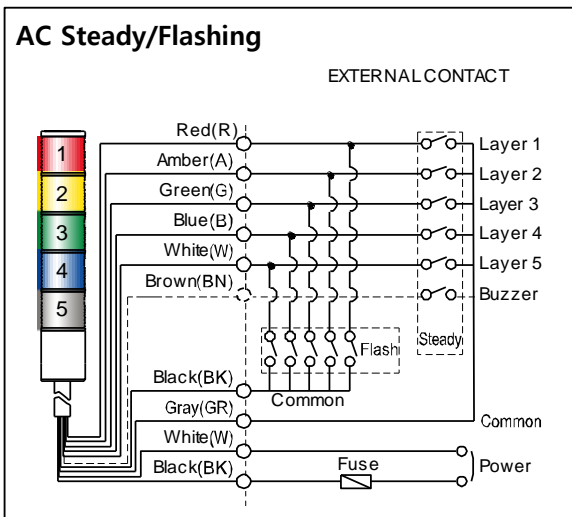 AC Steady/Flashing
EXTERNAL CONTACT
Red(R)
Layer 1
Amber(A)
Layer 2
Green(G)
Layer 3
Blue(B)
Layer 4
White(W)
Layer 5
Brown(BN)
Buzzer
1
2
3
4
5
Steady
Flash
Black(BK)
Common
Gray(GR)
Common
White(W)
Fuse
Power
Black(BK)